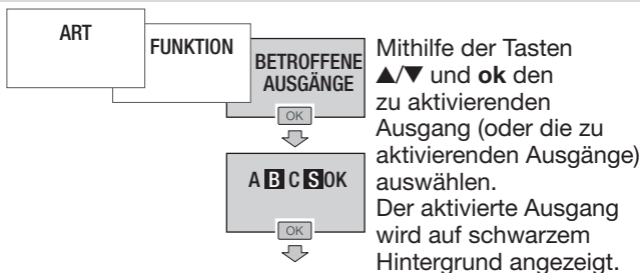 ART
FUNKTION
BETROFFENE
AUSGÄNGE
OK
A B C S OK
OK
Mithilfe der Tasten
▲/▼ und ok den
zu aktivierenden
Ausgang (oder die zu
aktivierenden Ausgänge)
auswählen.
Der aktivierte Ausgang
wird auf schwarzem
Hintergrund angezeigt.